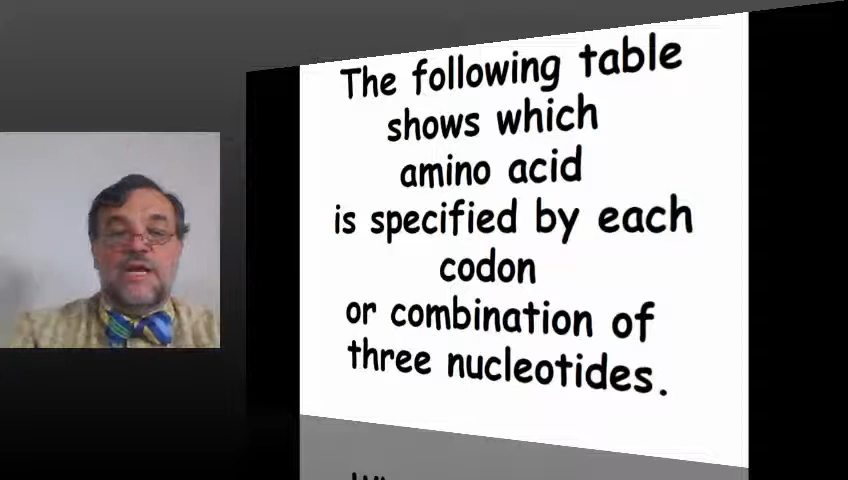 The following table
shows which
amino acid
is specified by each
codon
or combination of
three nucleotides.